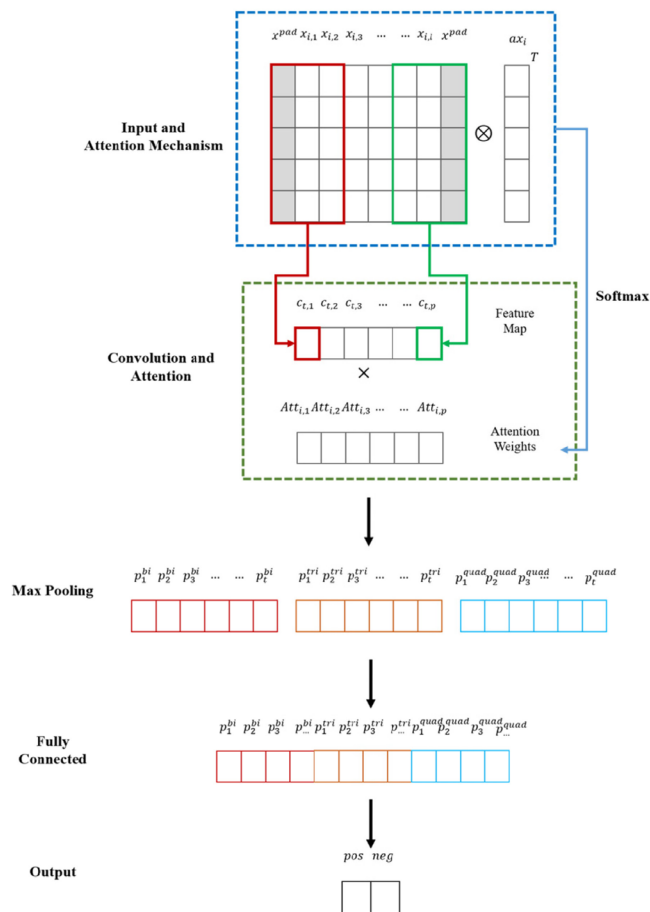 x^pad x_i,1 x_i,2 x_i,3 ... ... x_i,i x^pad ax_i
T
Input and
Attention Mechanism
⊗
Softmax
c_t,1 c_t,2 c_t,3 ... ... c_t,p
Feature
Map
Convolution and
Attention
×
Att_i,1 Att_i,2 Att_i,3 ... ... Att_i,p
Attention
Weights
p_1^bi p_2^bi p_3^bi ... ... p_t^bi p_1^tri p_2^tri p_3^tri ... ... p_t^tri p_1^quad p_2^quad p_3^quad ... ... p_t^quad
Max Pooling
p_1^bi p_2^bi p_3^bi p_...^bi p_1^tri p_2^tri p_3^tri p_...^tri p_1^quad p_2^quad p_3^quad p_...^quad
Fully
Connected
pos neg
Output